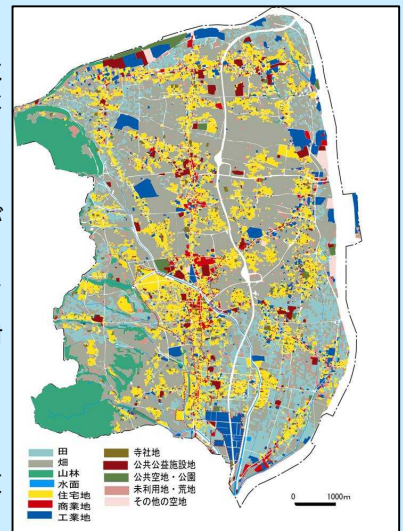 田
畑
山林
水面
住宅地
商業地
工業地
寺社地
公共公益施設地
公共空地・公園
未利用地・荒地
その他の空地
0 1000m